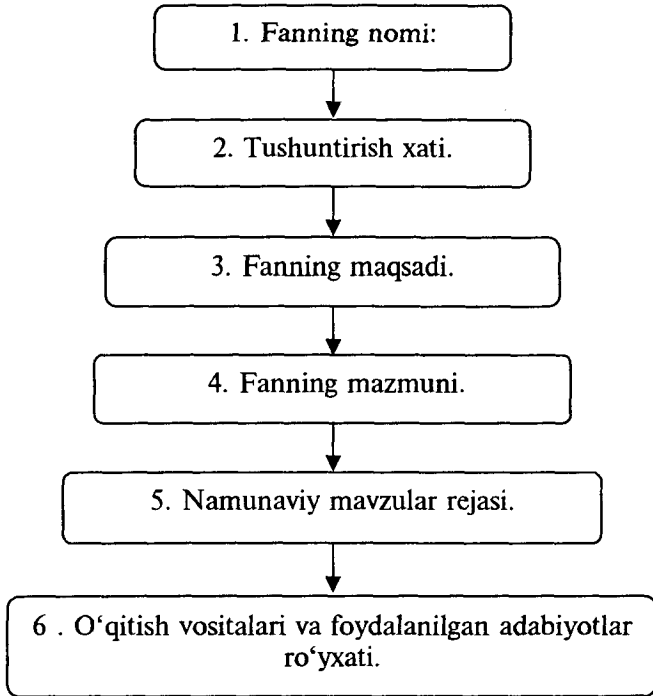 1. Fanning nomi:
2. Tushuntirish xati.
3. Fanning maqsadi.
4. Fanning mazmuni.
5. Namunaviy mavzular rejasi.
6 . O‘qitish vositalari va foydalanilgan adabiyotlar
ro‘yxati.